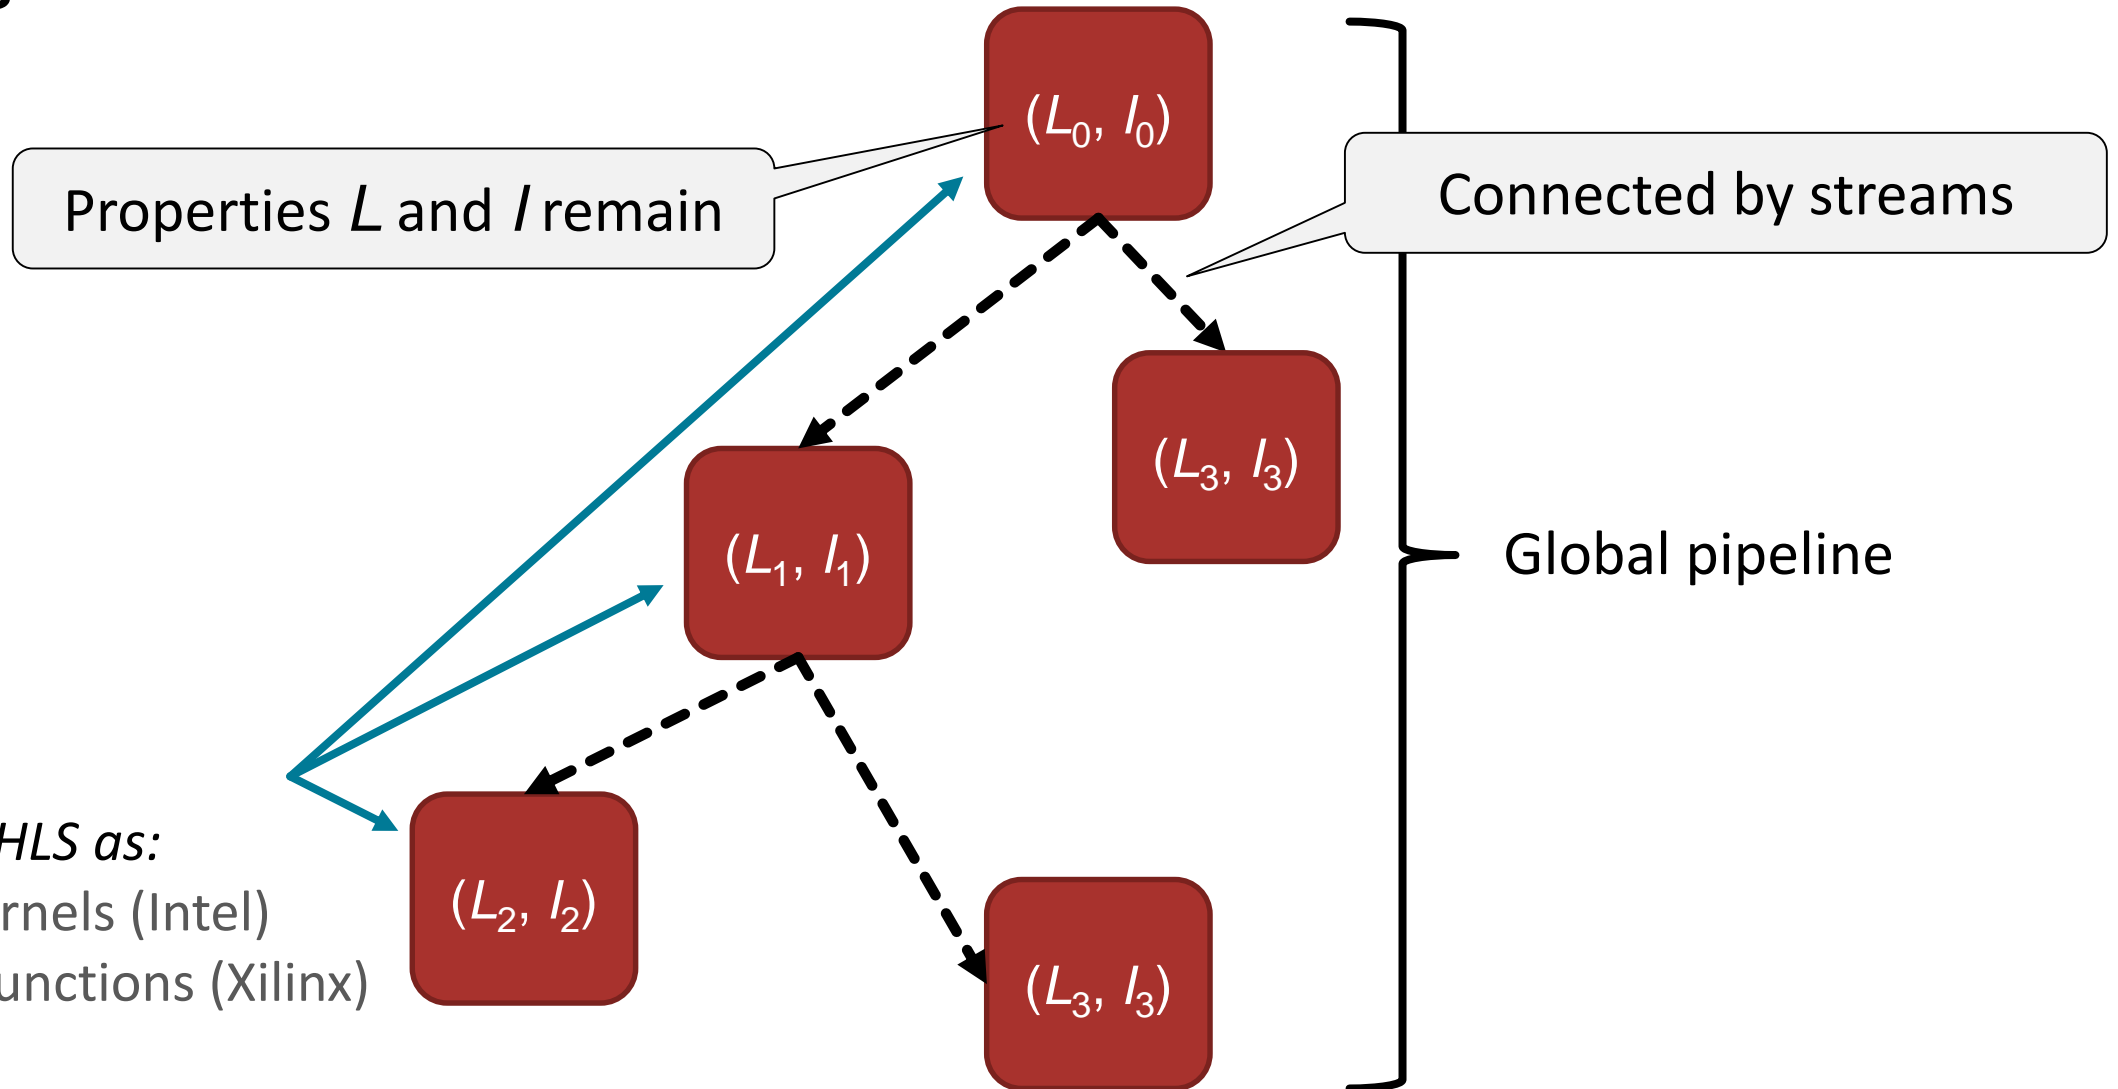 (L₀, I₀)
Properties L and I remain
Connected by streams
(L₃, I₃)
(L₁, I₁)
Global pipeline
HLS as:
(L₂, I₂)
rnels (Intel)
unctions (Xilinx)
(L₃, I₃)